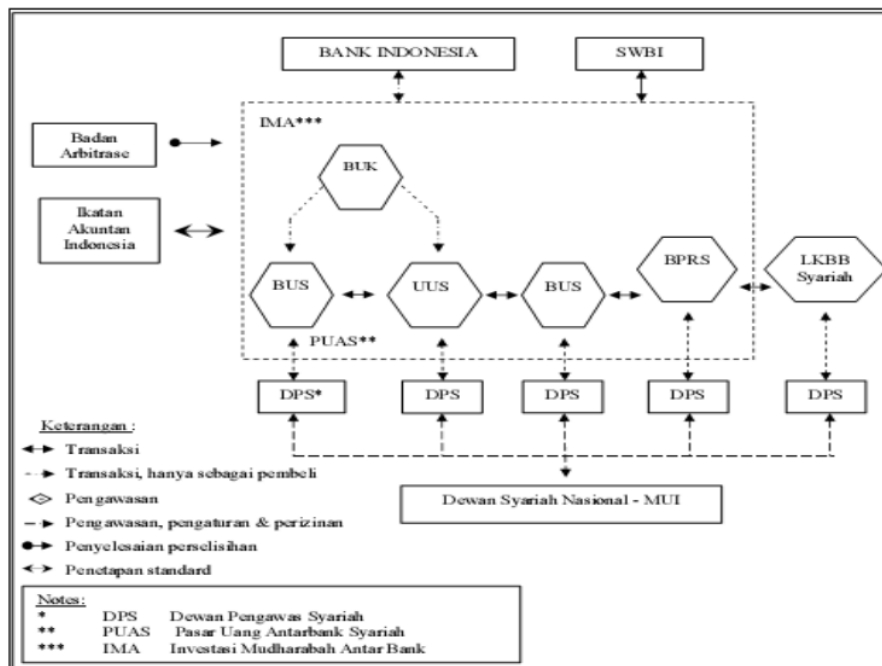 BANK INDONESIA
SWBI
IMA***
Badan
Arbitrase
BUK
Ikatan
Akuntan
Indonesia
BUS
UUS
BUS
BPRS
LKBB
Syariah
PUAS**
DPS*
DPS
DPS
DPS
DPS
Keterangan :
Transaksi
Transaksi, hanya sebagai pembeli
Pengawasan
Pengawasan, pengaturan & perizinan
Penyelesaian perselisihan
Penetapan standard
Dewan Syariah Nasional - MUI
Notes:
* DPS Dewan Pengawas Syariah
** PUAS Pasar Uang Antarbank Syariah
*** IMA Investasi Mudharabah Antar Bank